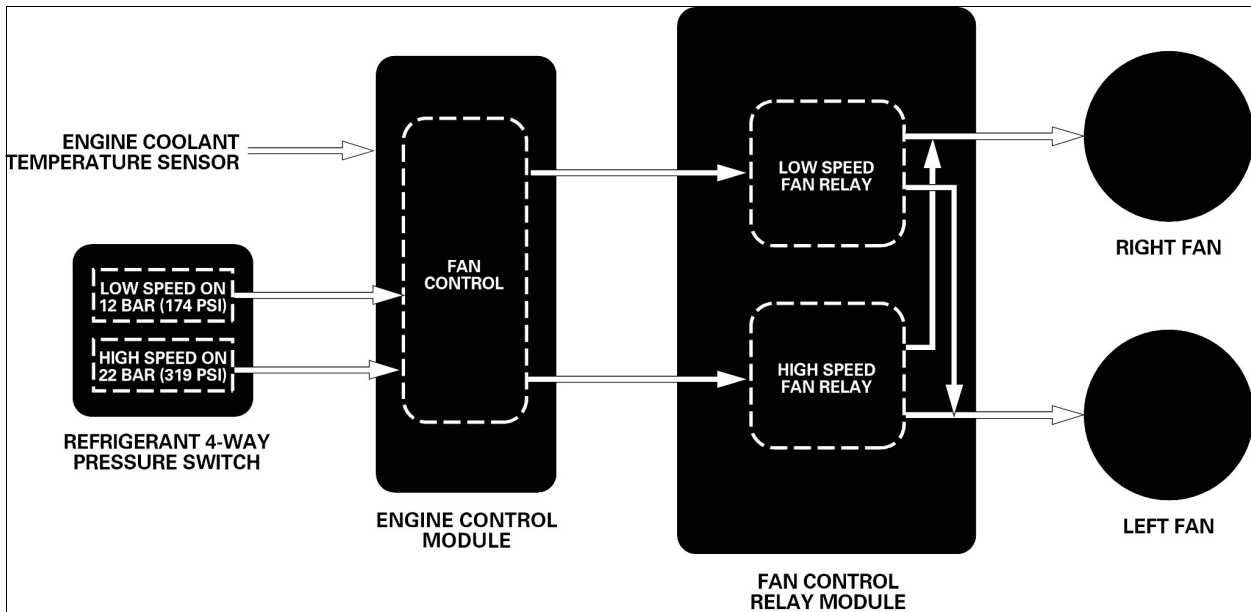 ENGINE COOLANT
TEMPERATURE SENSOR
LOW SPEED ON
12 BAR (174 PSI)
HIGH SPEED ON
22 BAR (319 PSI)
REFRIGERANT 4-WAY
PRESSURE SWITCH
FAN
CONTROL
ENGINE CONTROL
MODULE
LOW SPEED
FAN RELAY
HIGH SPEED
FAN RELAY
FAN CONTROL
RELAY MODULE
RIGHT FAN
LEFT FAN